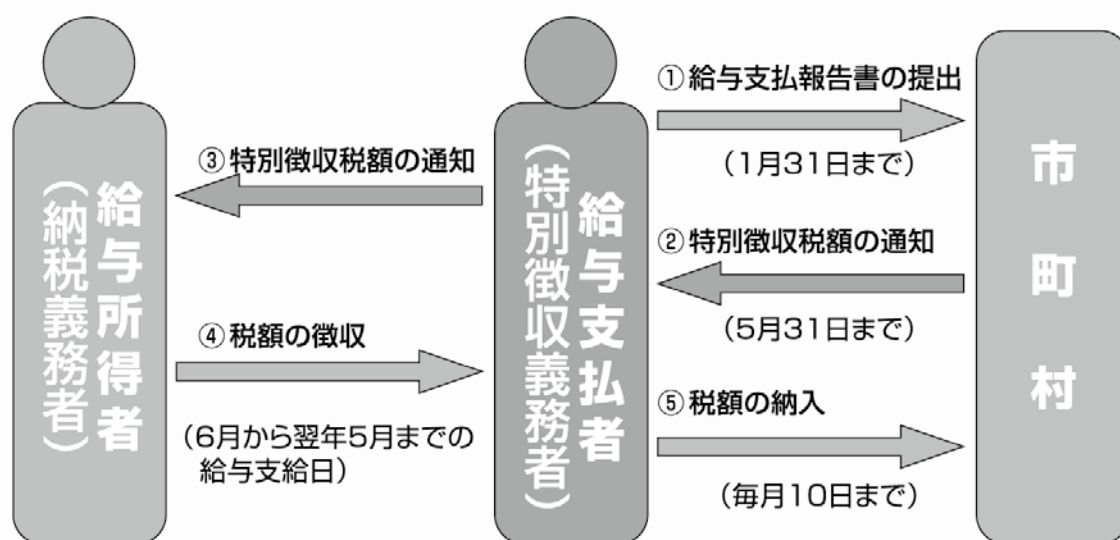 給与所得者
（納税義務者）
給与支払者
（特別徴収義務者）
市町村
①給与支払報告書の提出
（1月31日まで）
②特別徴収税額の通知
（5月31日まで）
③特別徴収税額の通知
④税額の徴収
（6月から翌年5月までの
給与支給日）
⑤税額の納入
（毎月10日まで）